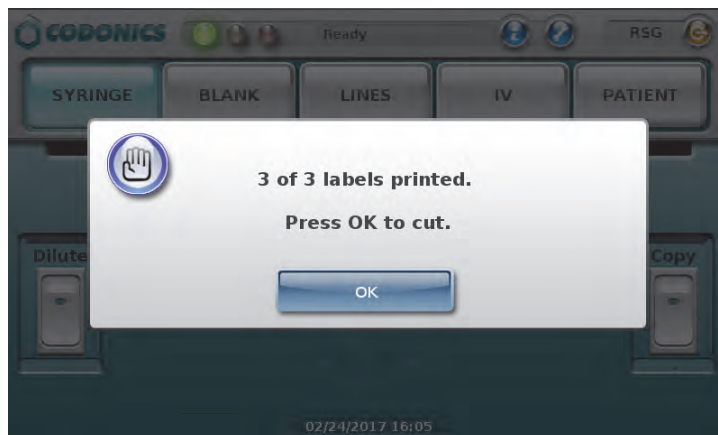 CODONICS Ready RSG
SYRINGE BLANK LINES IV PATIENT
3 of 3 labels printed.
Press OK to cut.
Dilute Copy
OK
02/24/2017 16:05